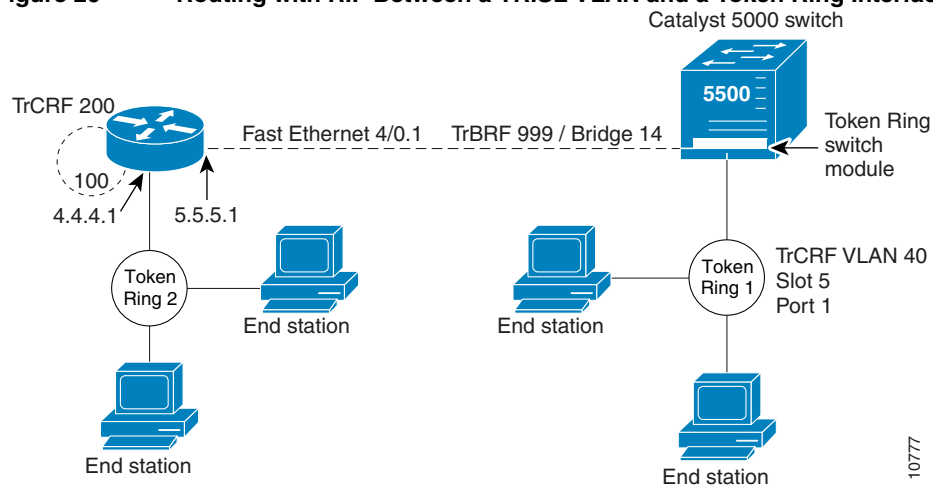 Routing with RIF Between a TRISL VLAN and a Token Ring
Catalyst 5000 switch
5500
TrCRF 200
Fast Ethernet 4/0.1
TrBRF 999 / Bridge 14
Token Ring
switch
module
100
4.4.4.1
5.5.5.1
Token
Ring 2
End station
End station
Token
Ring 1
TrCRF VLAN 40
Slot 5
Port 1
End station
End station
10777